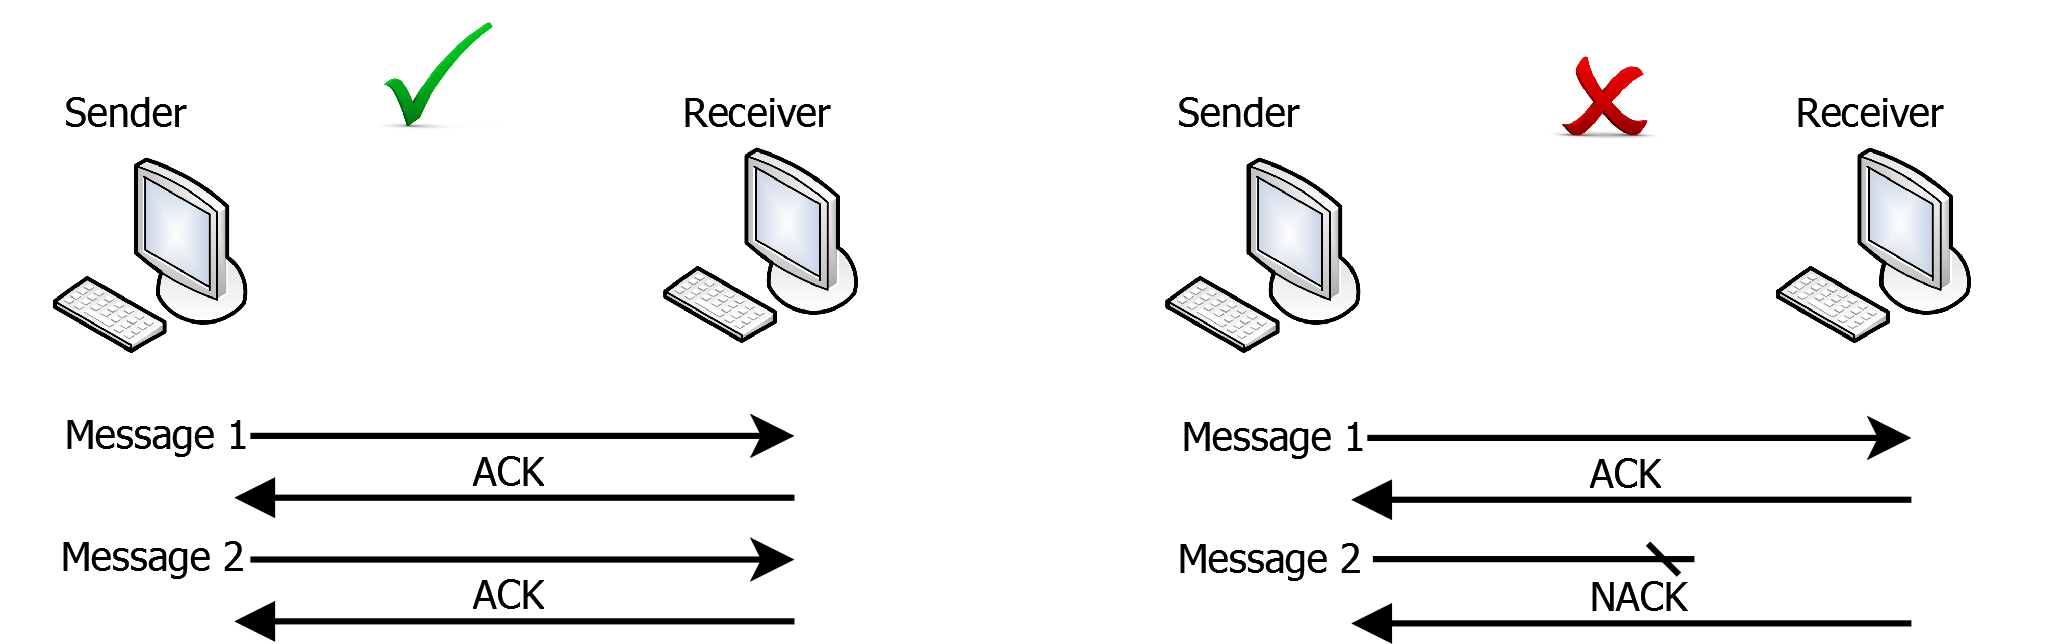 Sender
Receiver
Message 1
ACK
Message 2
ACK
Sender
Receiver
Message 1
ACK
Message 2
NACK